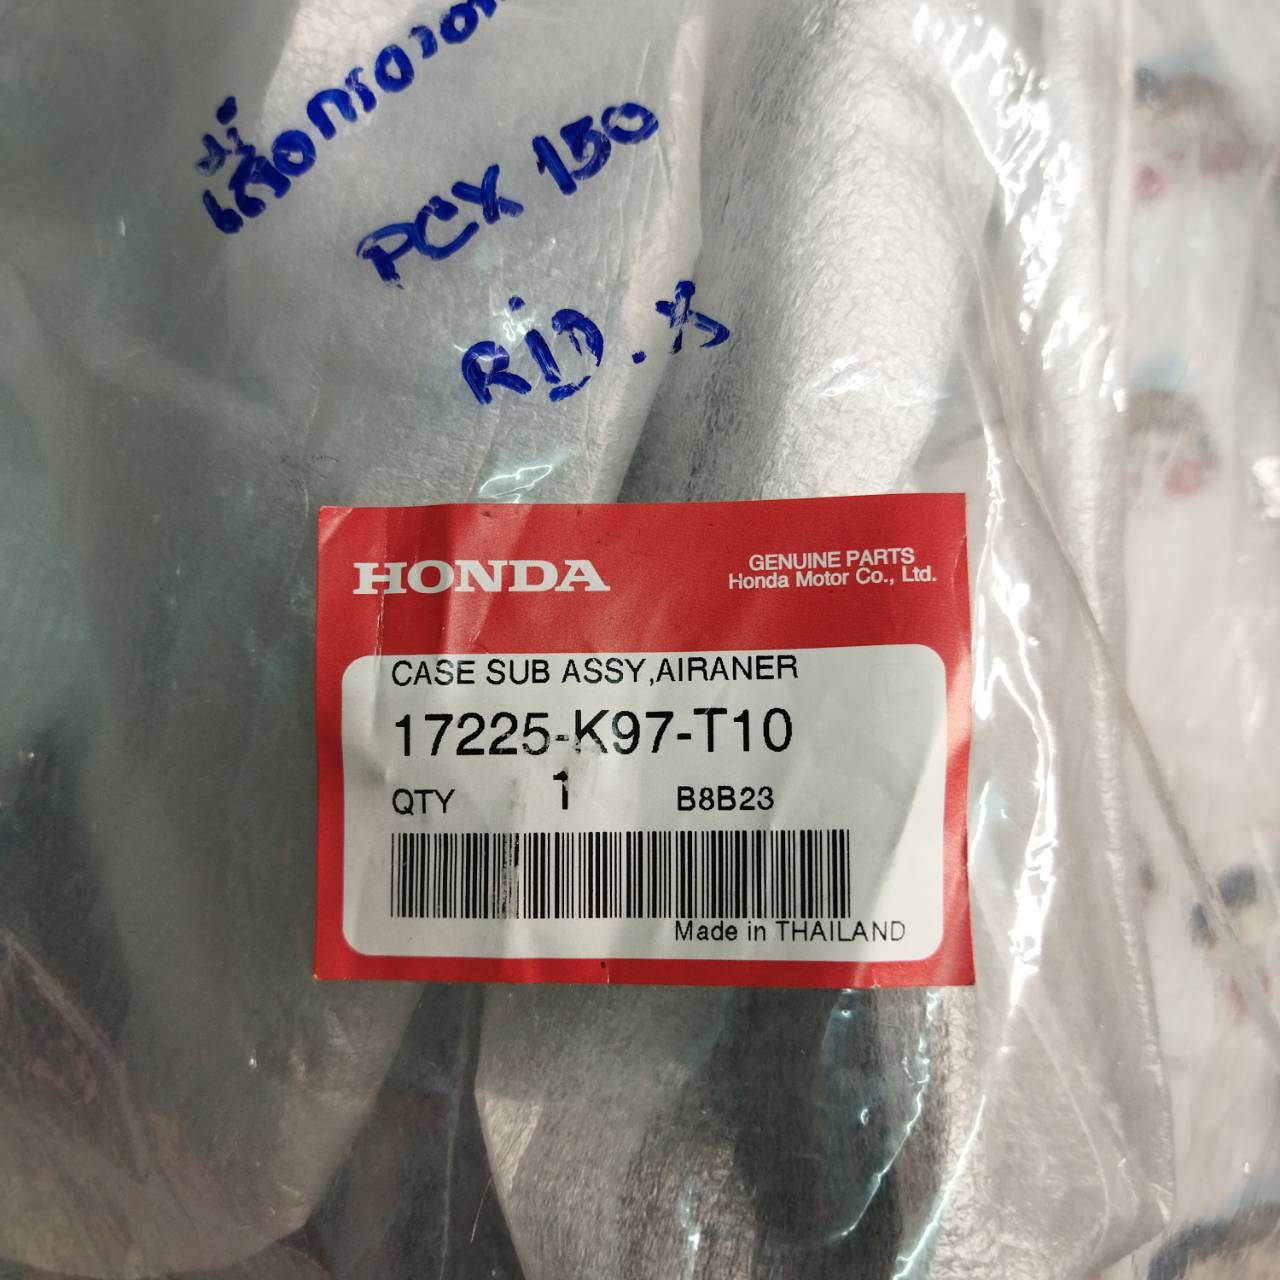 PCX 150
HONDA
GENUINE PARTS
Honda Motor Co., Ltd.
CASE SUB ASSY,AIRANER
17225-K97-T10
QTY 1 B8B23
Made in THAILAND